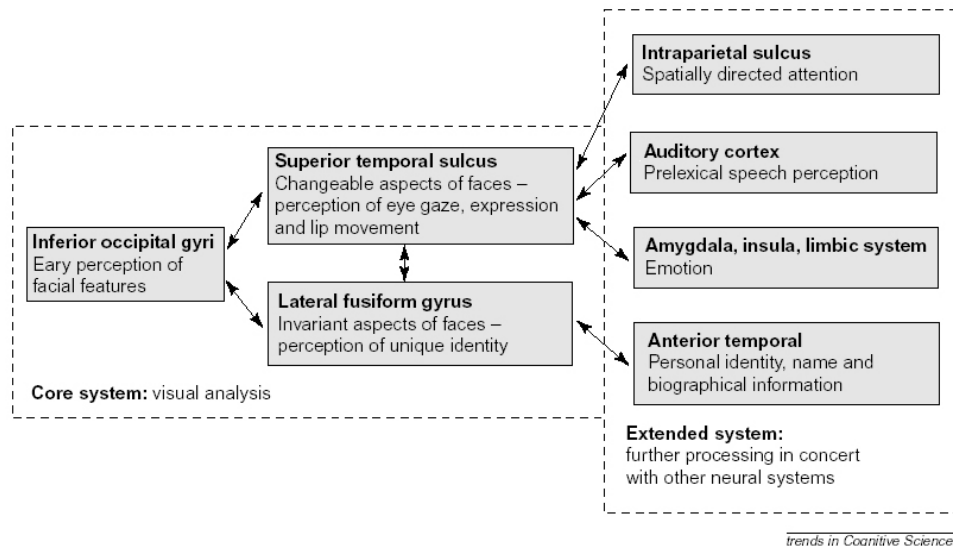 Intraparietal sulcus
Spatially directed attention
Superior temporal sulcus
Changeable aspects of faces –
perception of eye gaze, expression
and lip movement
Auditory cortex
Prelexical speech perception
Inferior occipital gyri
Eary perception of
facial features
Amygdala, insula, limbic system
Emotion
Lateral fusiform gyrus
Invariant aspects of faces –
perception of unique identity
Anterior temporal
Personal identity, name and
biographical information
Core system: visual analysis
Extended system:
further processing in concert
with other neural systems
trends in Cognitive Science